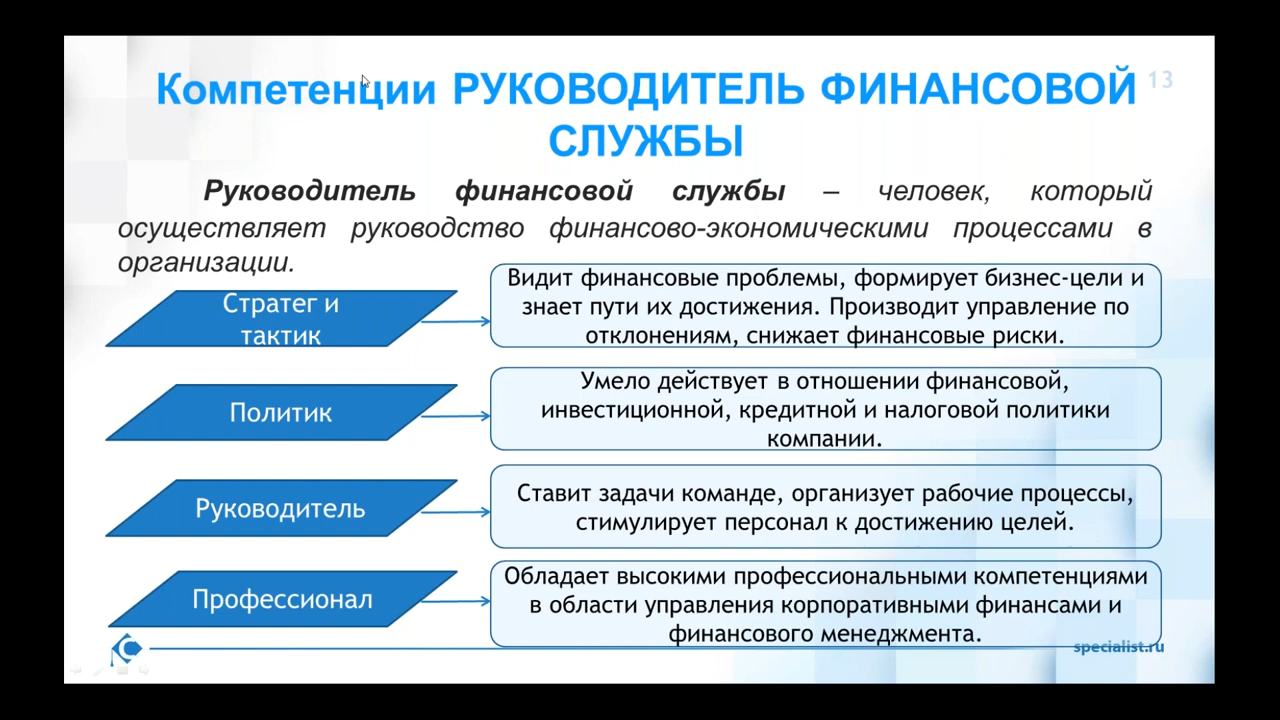 Компетенции РУКОВОДИТЕЛЬ ФИНАНСОВОЙ
СЛУЖБЫ
13
Руководитель финансовой службы – человек, который
осуществляет руководство финансово-экономическими процессами в
организации.
Стратег и
тактик
Видит финансовые проблемы, формирует бизнес-цели и
знает пути их достижения. Производит управление по
отклонениям, снижает финансовые риски.
Политик
Умело действует в отношении финансовой,
инвестиционной, кредитной и налоговой политики
компании.
Руководитель
Ставит задачи команде, организует рабочие процессы,
стимулирует персонал к достижению целей.
Профессионал
Обладает высокими профессиональными компетенциями
в области управления корпоративными финансами и
финансового менеджмента.
specialist.ru